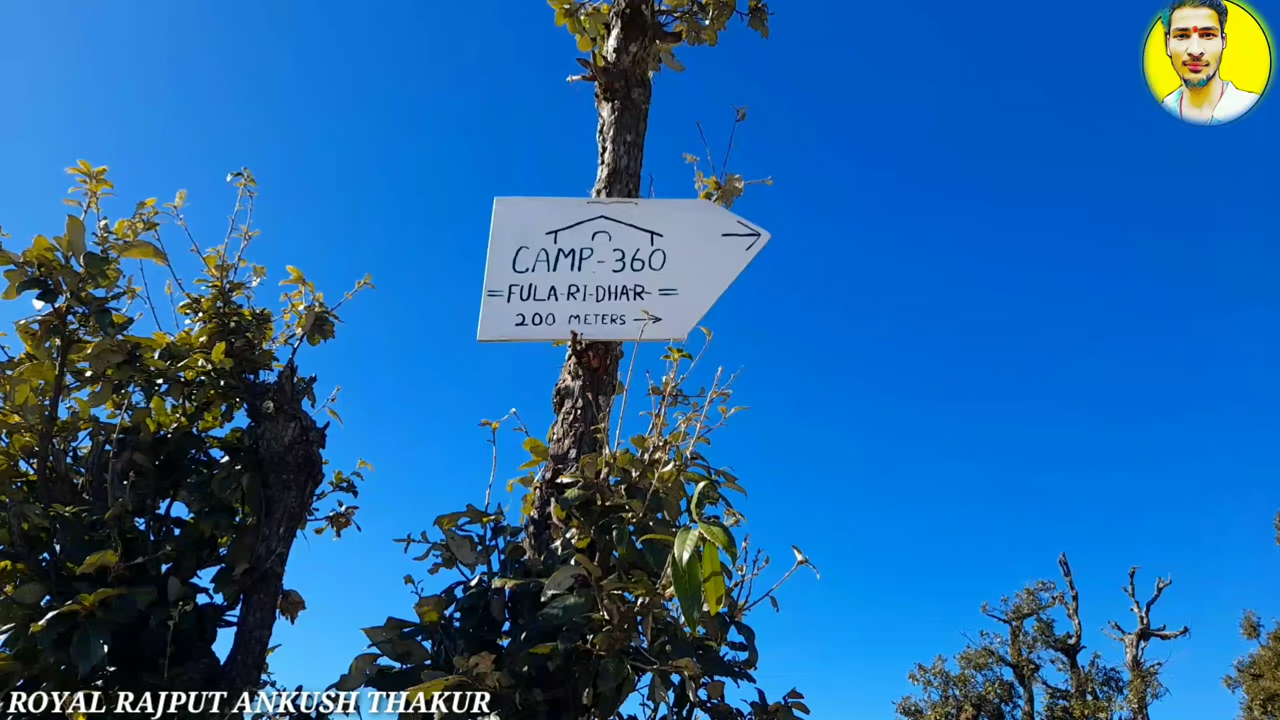 CAMP-360
=FULA-RI-DHAR=
200 METERS →
ROYAL RAJPUT ANKUSH THAKUR